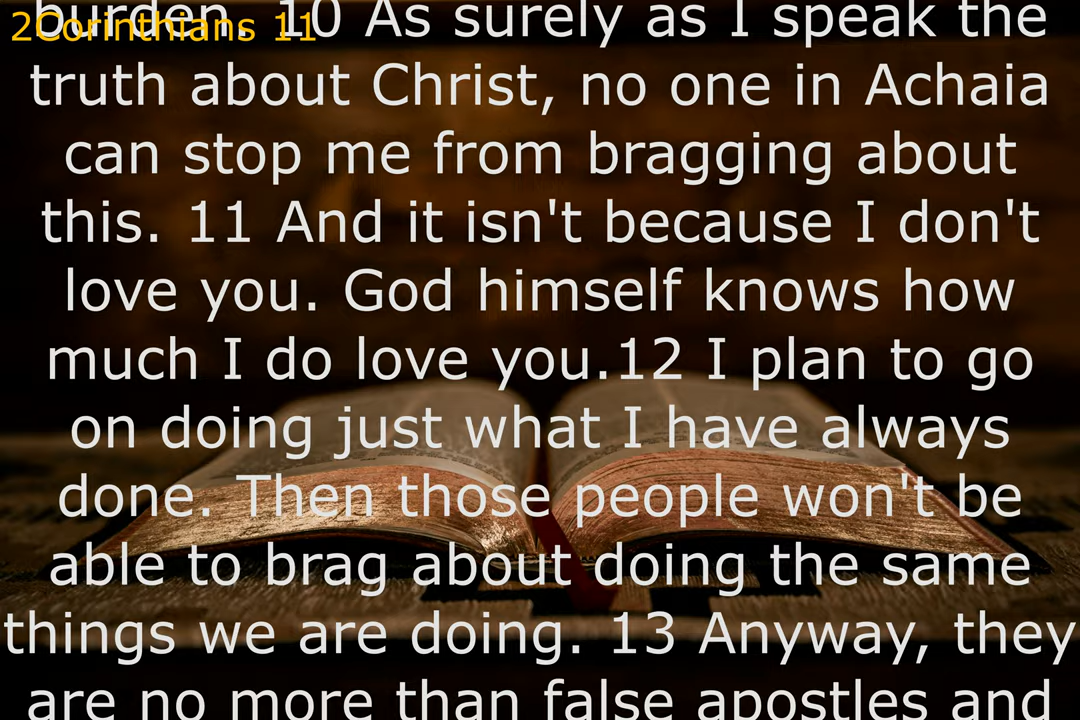 2Corinthians 11
burden. 10 As surely as I speak the
truth about Christ, no one in Achaia
can stop me from bragging about
this. 11 And it isn't because I don't
love you. God himself knows how
much I do love you.12 I plan to go
on doing just what I have always
done. Then those people won't be
able to brag about doing the same
things we are doing. 13 Anyway, they
are no more than false apostles and